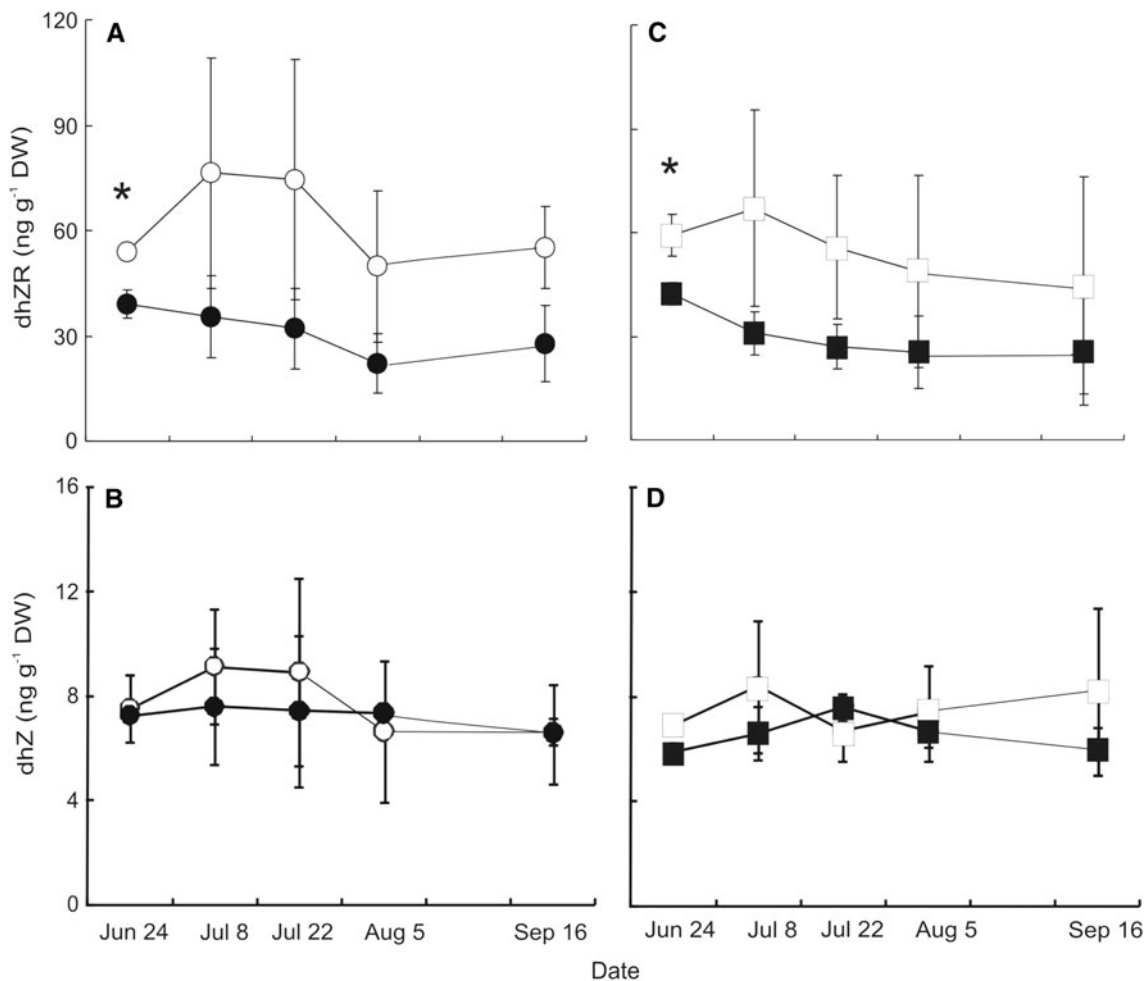 A
C
120
90
60
30
0
dhZR (ng g⁻¹ DW)
*
*
B
D
16
12
8
4
0
dhZ (ng g⁻¹ DW)
Jun 24 Jul 8 Jul 22 Aug 5 Sep 16
Jun 24 Jul 8 Jul 22 Aug 5 Sep 16
Date